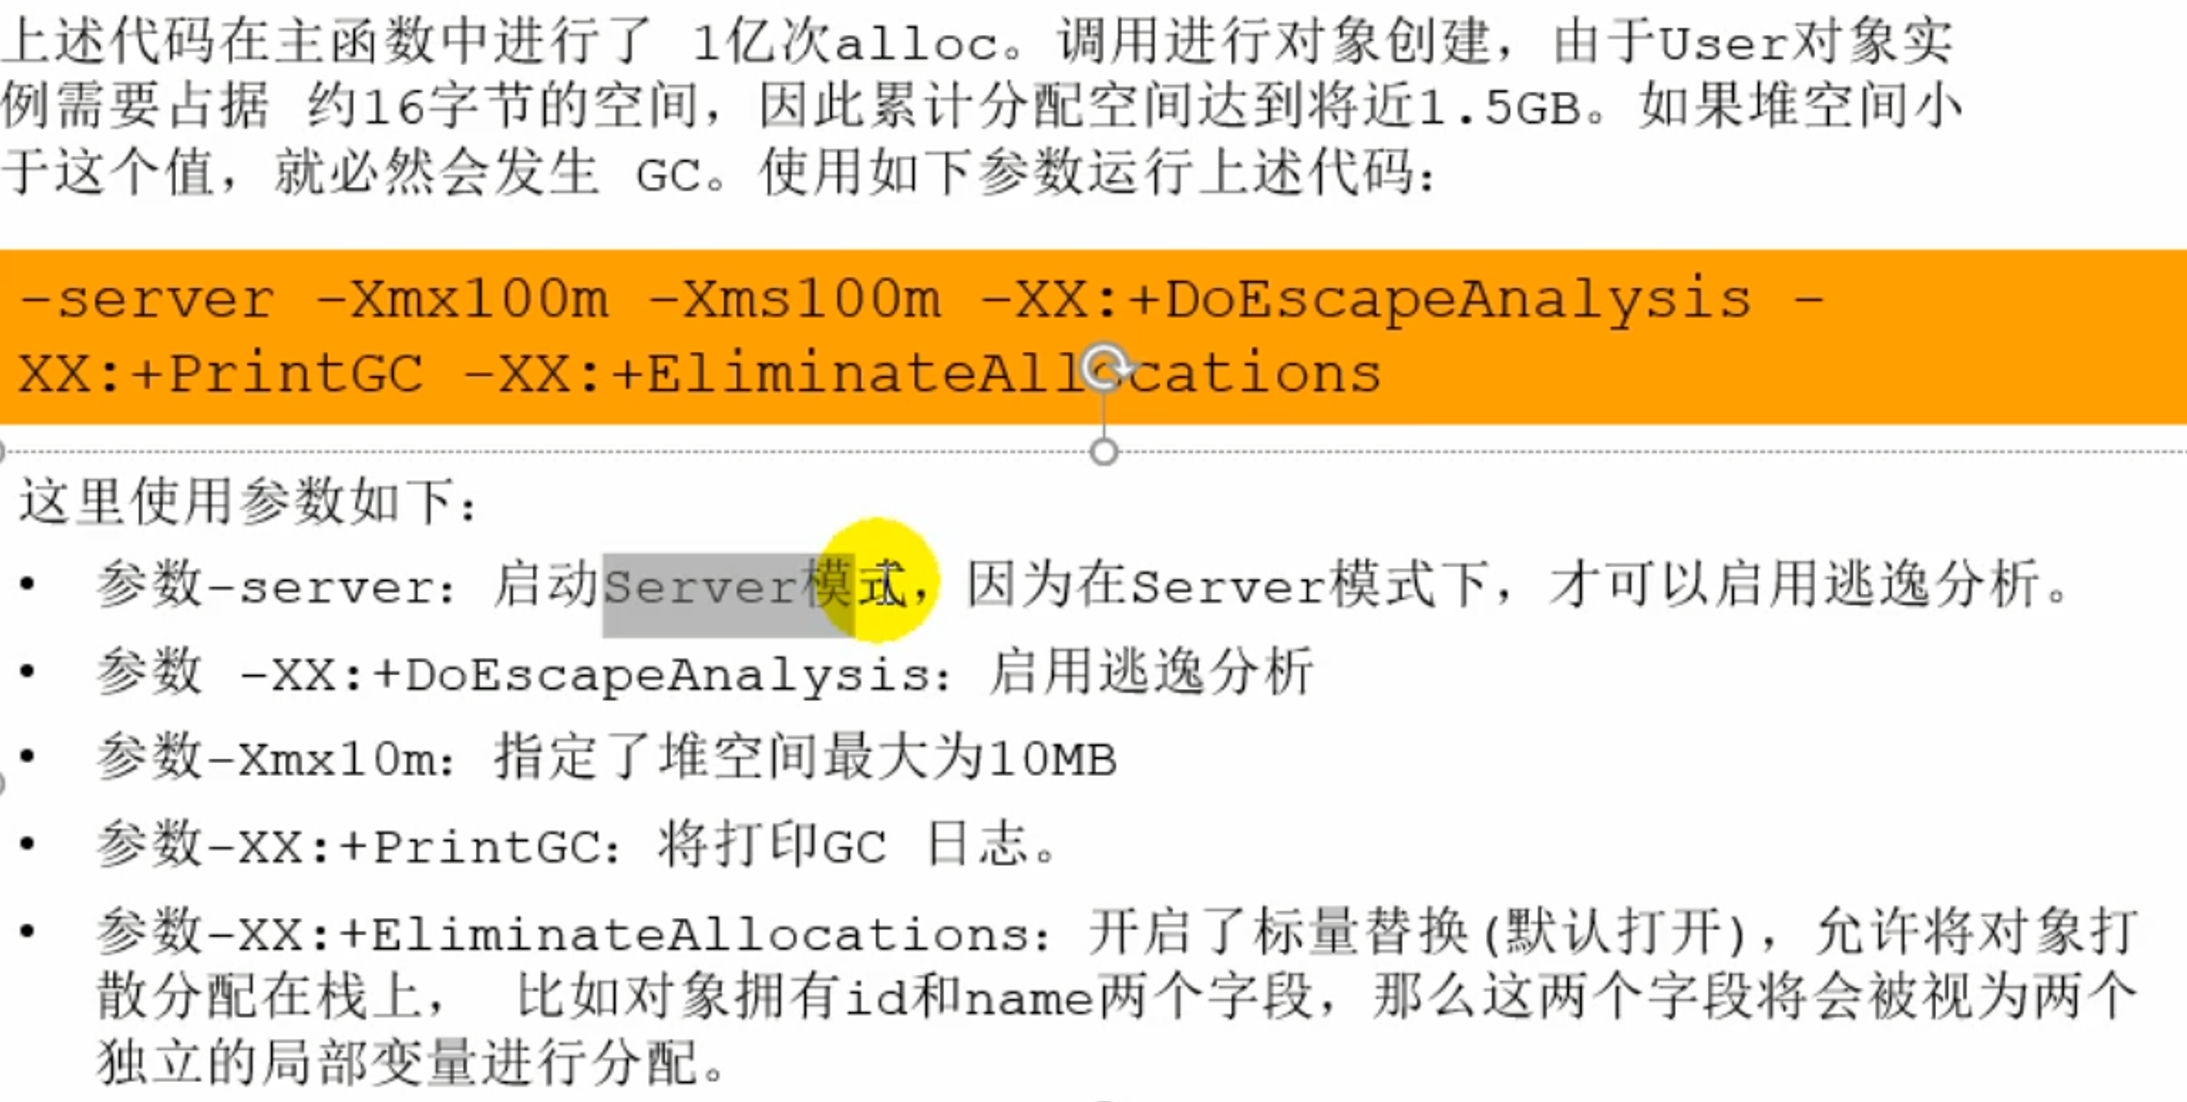 上述代码在主函数中进行了 1亿次alloc。调用进行对象创建，由于User对象实
例需要占据 约16字节的空间，因此累计分配空间达到将近1.5GB。如果堆空间小
于这个值，就必然会发生 GC。使用如下参数运行上述代码：
-server -Xmx100m -Xms100m -XX:+DoEscapeAnalysis -
XX:+PrintGC -XX:+EliminateAllocations
这里使用参数如下：
• 参数-server：启动Server模式，因为在Server模式下，才可以启用逃逸分析。
• 参数 -XX:+DoEscapeAnalysis：启用逃逸分析
• 参数-Xmx10m：指定了堆空间最大为10MB
• 参数-XX:+PrintGC：将打印GC 日志。
• 参数-XX:+EliminateAllocations：开启了标量替换(默认打开)，允许将对象打
散分配在栈上， 比如对象拥有id和name两个字段，那么这两个字段将会被视为两个
独立的局部变量进行分配。